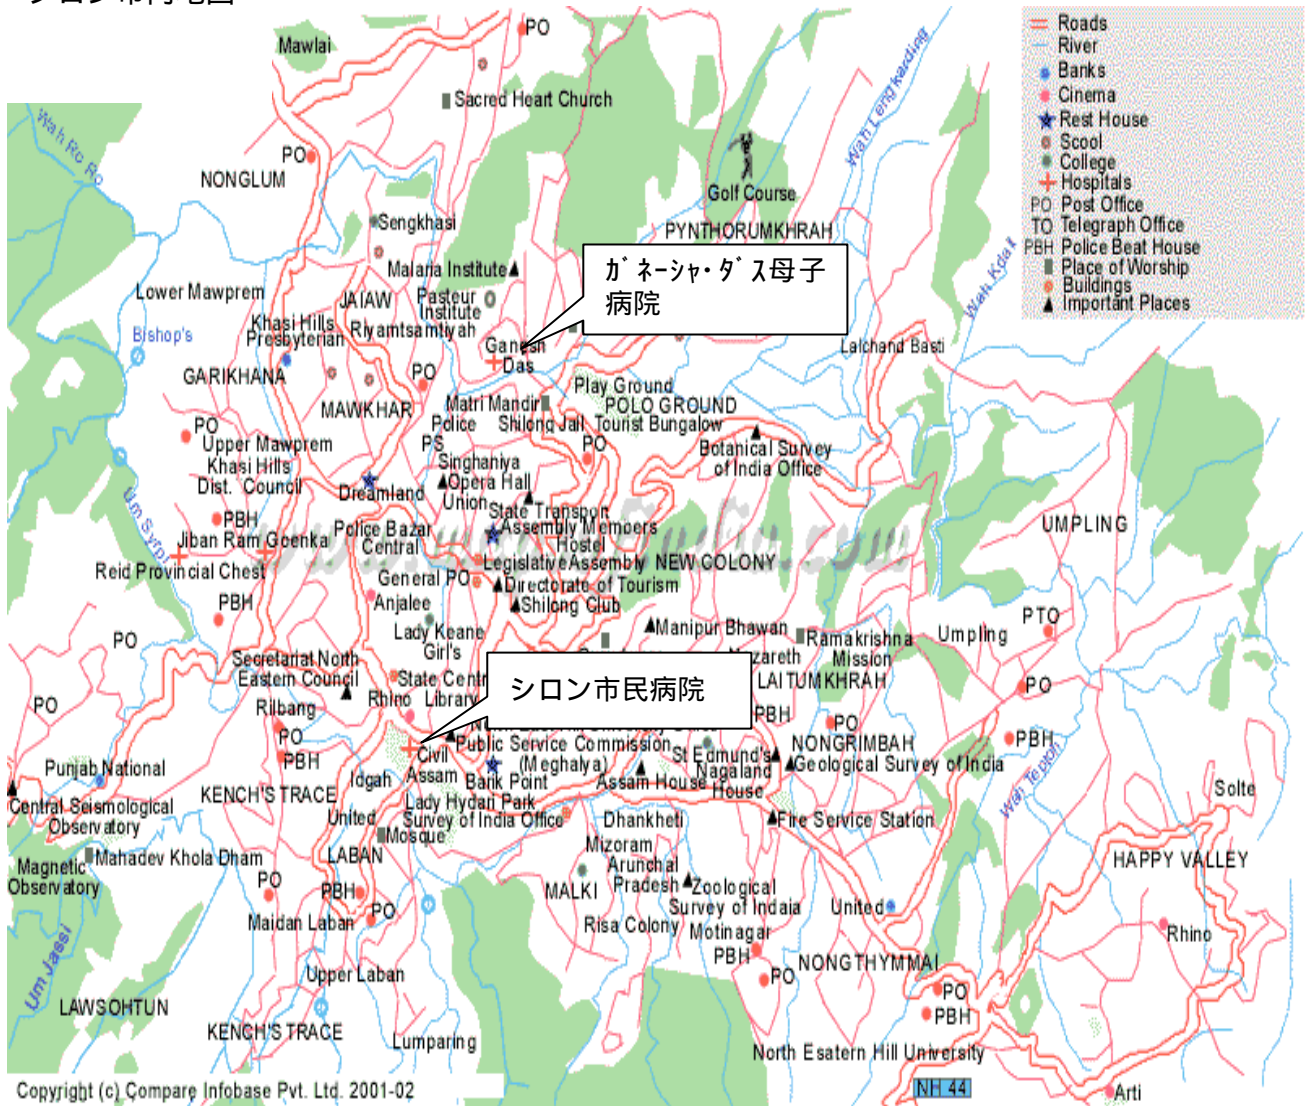 Mawlai
PO
Sacred Heart Church
Wah Ro Ro
PO
NONGLUM
Sengkhasi
Golf Course
Wah Leng karding
PYNTHORUMKHRAH
Malaria Institute
ガネーシャ・ダス母子
病院
Wah Kdait
Lower Mawprem
JAIAW
Pasteur
Institute
Khasi Hills
Presbyterian
Riyamtsamtiyah
Bishop's
Ganesh
Das
Lalchand Basti
GARIKHANA
PO
MAWKHAR
Play Ground
POLO GROUND
Matri Mandir
Police
Shilong Jail
Tourist Bungalow
PO
Upper Mawprem
PS
PO
Botanical Survey
of India Office
Khasi Hills
Dist. Council
Singhaniya
Opera Hall
Union
Dreamland
Um Syrpi
State Transport
PBH
Police Bazar
Central
Assembly Memoers
Hostel
UMPLING
Jiban Ram Goenka
Reid Provincial Chest
Legislative Assembly
NEW COLONY
General PO
Directorate of Tourism
PBH
Anjalee
Shilong Club
PTO
PO
Lady Keane
Girl's
Manipur Bhawan
Ramakrishna
Mission
Umpling
Secretariat North
Eastern Council
State Centr
Library
シロン市民病院
LAITUMKHRAH
PO
PO
Rilbang
Rhino
PBH
PO
PO
PBH
PBH
Civil
Public Service Commission
(Meghalya)
St Edmund's
NONGRIMBAH
Nagaland
House
Geological Survey of India
Punjab National
Idgah
Assam
Bank Point
Assam House
Wah Tepoh
Central Seismological
Observatory
KENCH'S TRACE
Lady Hydari Park
Survey of India Office
Solte
United
Mosque
Dhankheti
Fire Service Station
Magnetic
Observatory
Mahadev Khola Dham
LABAN
Mizoram
HAPPY VALLEY
PO
PBH
MALKI
Arunchal
Pradesh
Zoological
Survey of Indaia
United
Maidan Laban
PO
Risa Colony
Motinagar
Rhino
PBH
PO
NONGTHYMMAI
Um Jassi
Upper Laban
PO
LAWSOHTUN
PBH
KENCH'S TRACE
Lumparing
North Esatern Hill University
NH 44
Arti
Copyright (c) Compare Infobase Pvt. Ltd. 2001-02
Roads
River
Banks
Cinema
Rest House
Scool
College
Hospitals
PO Post Office
TO Telegraph Office
PBH Police Beat House
Place of Worship
Buildings
Important Places